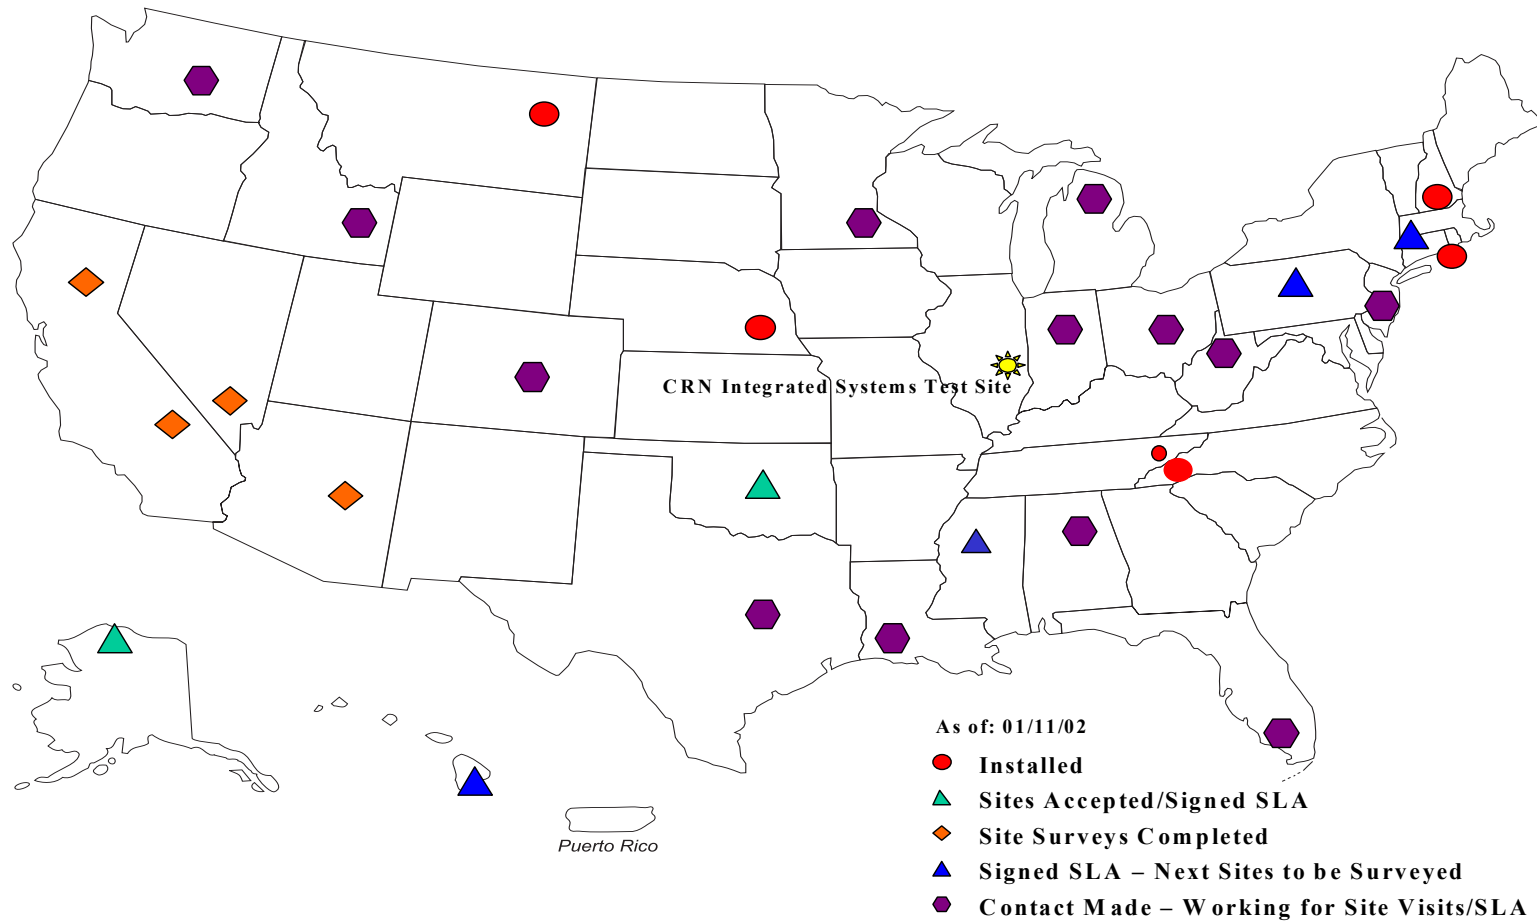 CRN Integrated Systems Test Site
As of: 01/11/02
Installed
Sites Accepted/Signed SLA
Site Surveys Completed
Signed SLA – Next Sites to be Surveyed
Contact Made – Working for Site Visits/SLA
Puerto Rico